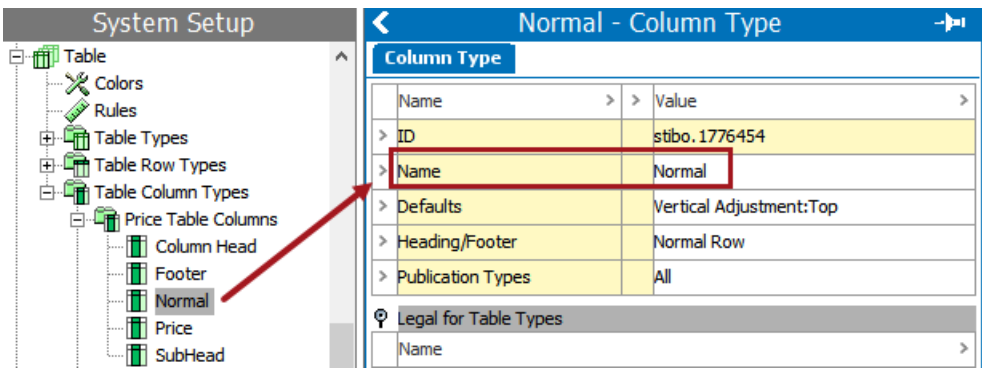 System Setup
Table
Colors
Rules
Table Types
Table Row Types
Table Column Types
Price Table Columns
Column Head
Footer
Normal
Price
SubHead
Normal - Column Type
Column Type
Name > > Value >
> ID stibo.1776454
> Name Normal
> Defaults Vertical Adjustment:Top
> Heading/Footer Normal Row
> Publication Types All
Legal for Table Types
Name >